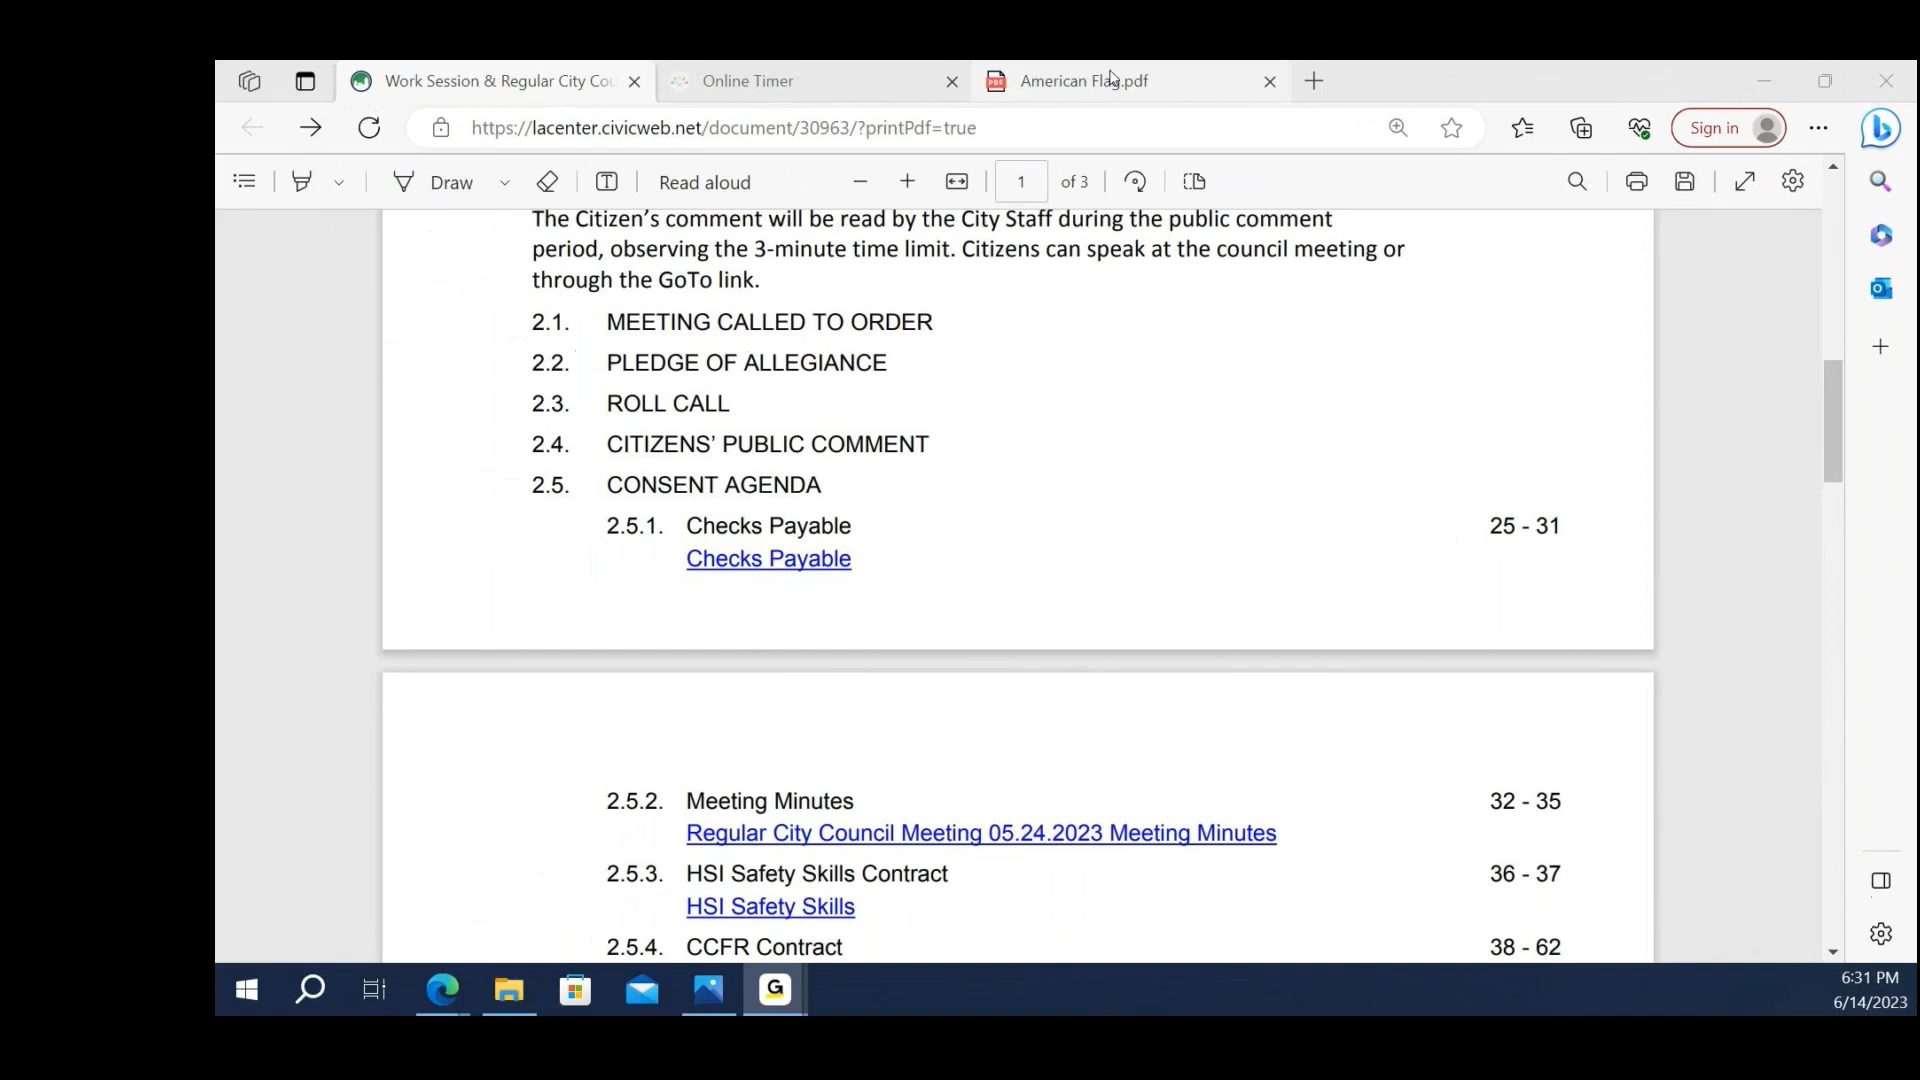 Work Session & Regular City Cou
Online Timer
American Flag.pdf
https://lacenter.civicweb.net/document/30963/?printPdf=true
Sign in
Draw
Read aloud
1 of 3
The Citizen’s comment will be read by the City Staff during the public comment
period, observing the 3-minute time limit. Citizens can speak at the council meeting or
through the GoTo link.
2.1. MEETING CALLED TO ORDER
2.2. PLEDGE OF ALLEGIANCE
2.3. ROLL CALL
2.4. CITIZENS’ PUBLIC COMMENT
2.5. CONSENT AGENDA
2.5.1. Checks Payable 25 - 31
Checks Payable
2.5.2. Meeting Minutes 32 - 35
Regular City Council Meeting 05.24.2023 Meeting Minutes
2.5.3. HSI Safety Skills Contract 36 - 37
HSI Safety Skills
2.5.4. CCFR Contract 38 - 62
6:31 PM
6/14/2023